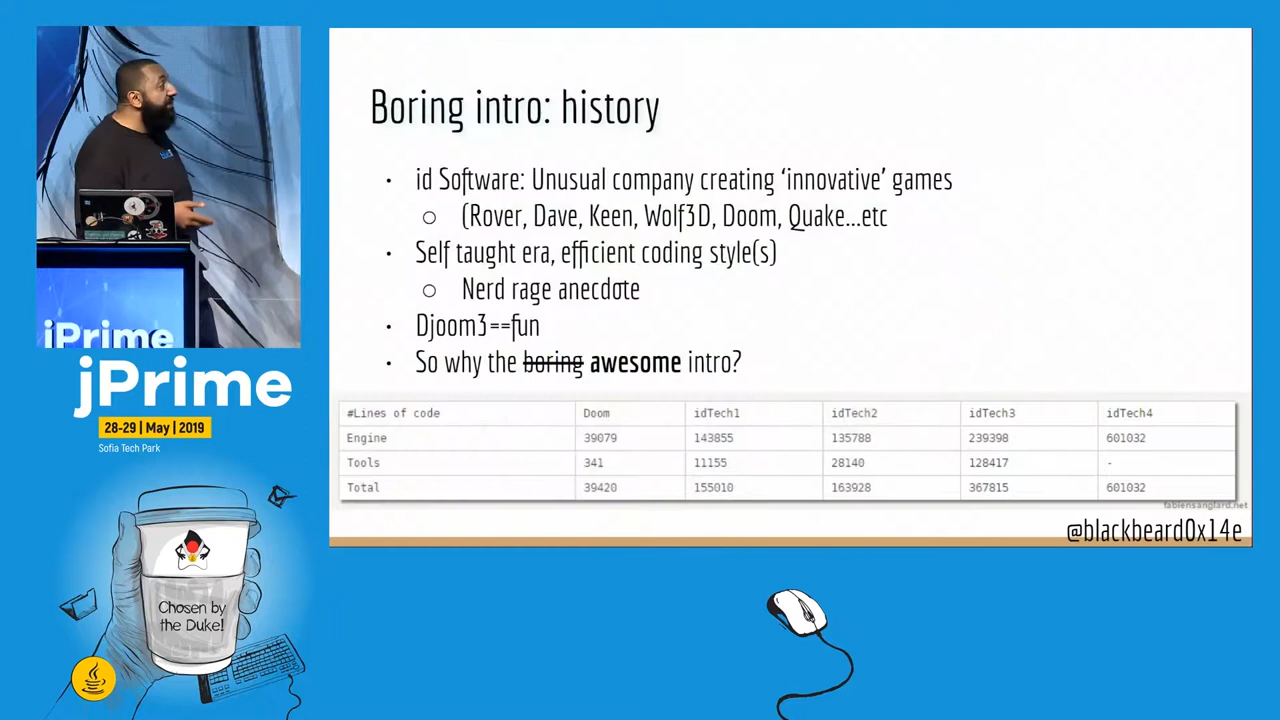 Boring intro: history
• id Software: Unusual company creating ‘innovative’ games
○ (Rover, Dave, Keen, Wolf3D, Doom, Quake...etc
• Self taught era, efficient coding style(s)
○ Nerd rage anecdote
• Djoom3==fun
• So why the boring awesome intro?
#Lines of code Doom idTech1 idTech2 idTech3 idTech4
Engine 39079 143855 135788 239398 601032
Tools 341 11155 28140 128417 -
Total 39420 155010 163928 367815 601032
fabiensanglard.net
@blackbeard0x14e
jPrime
jPrime
28-29 | May | 2019
Sofia Tech Park
Chosen by
the Duke!